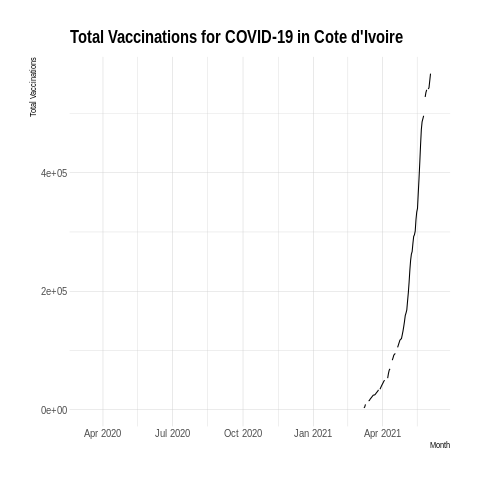 Total Vaccinations for COVID-19 in Cote d'Ivoire
Total Vaccinations
4e+05
2e+05
0e+00
Apr 2020 Jul 2020 Oct 2020 Jan 2021 Apr 2021
Month